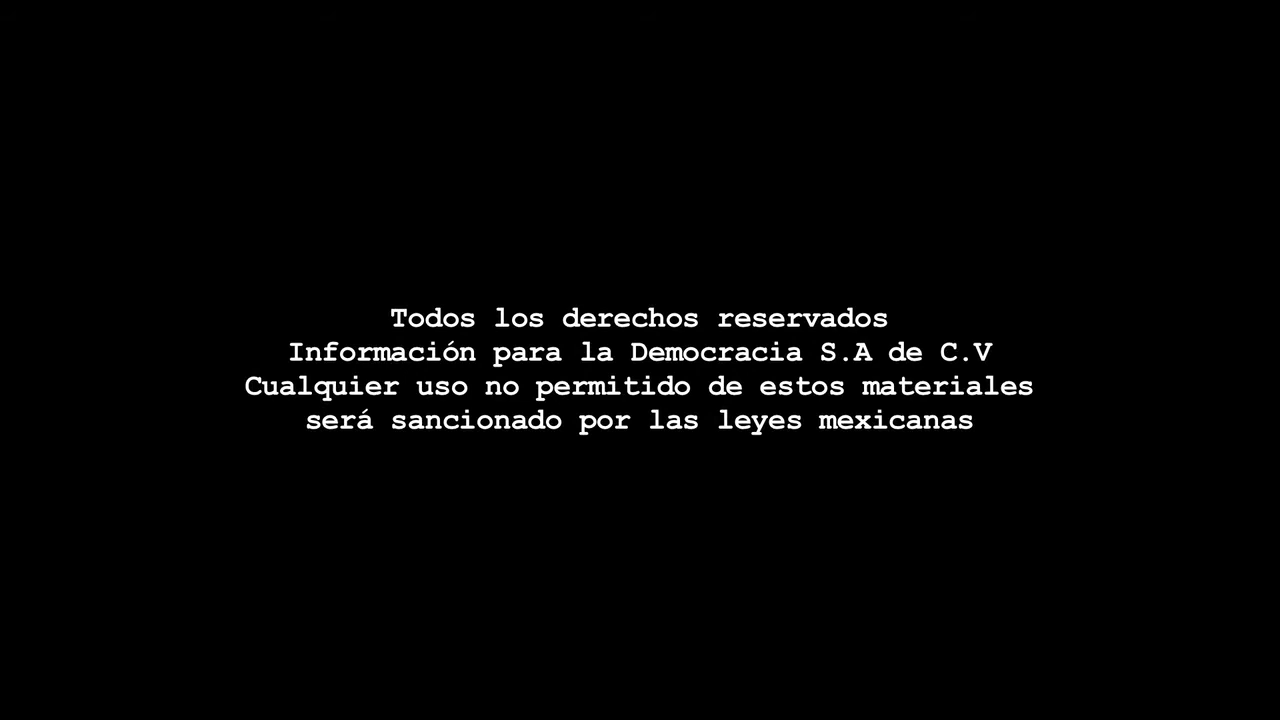 Todos los derechos reservados
Información para la Democracia S.A de C.V
Cualquier uso no permitido de estos materiales
será sancionado por las leyes mexicanas